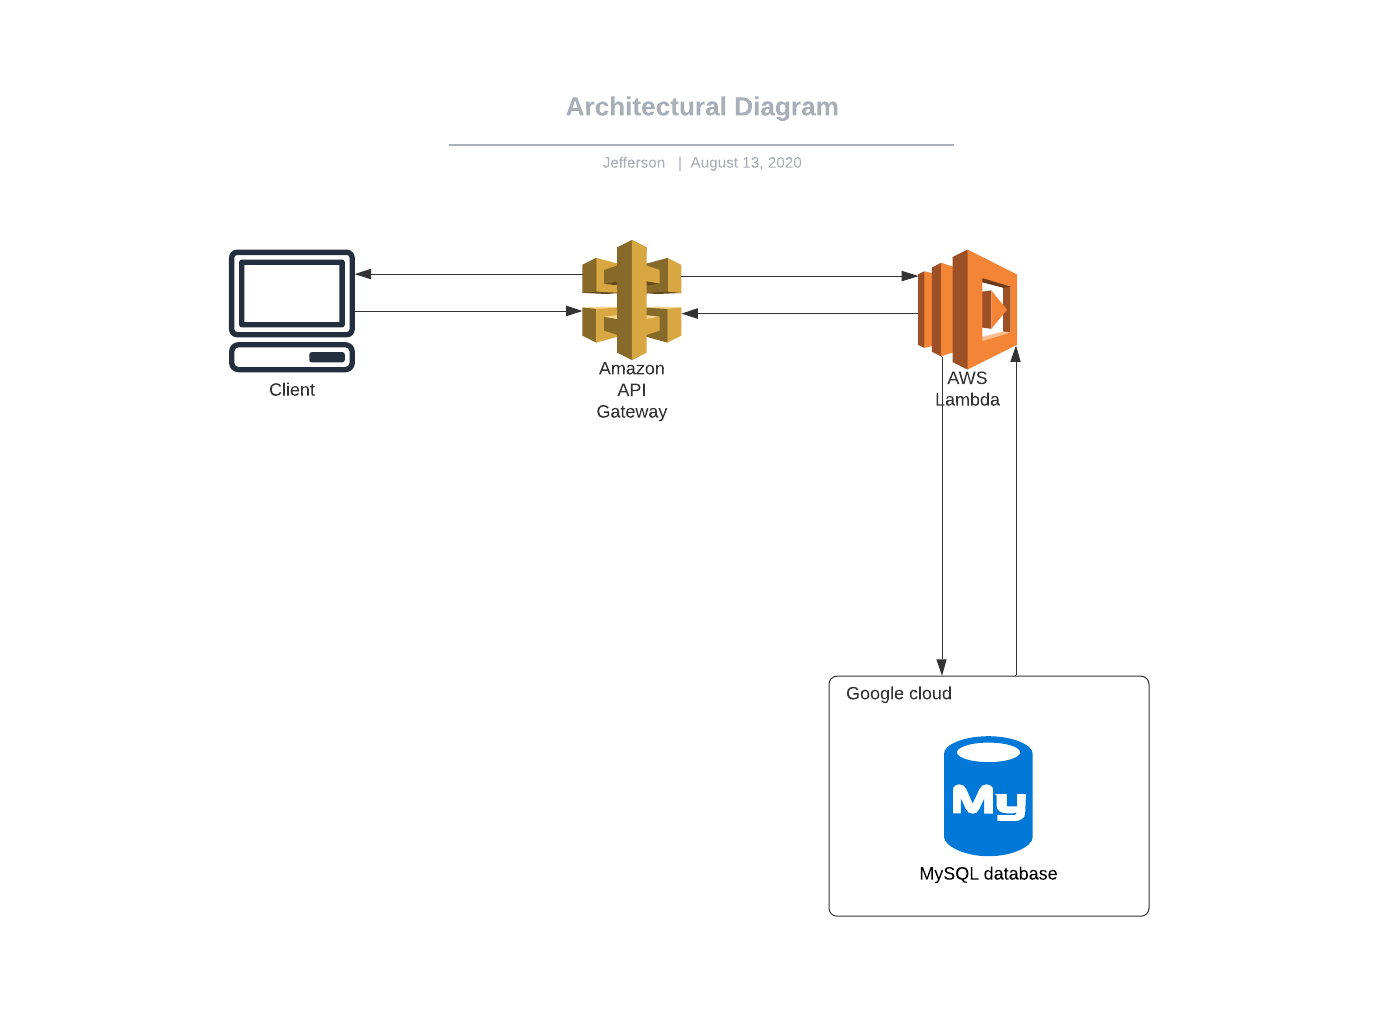 Architectural Diagram
Jefferson | August 13, 2020
Client
Amazon
API
Gateway
AWS
Lambda
Google cloud
My
MySQL database